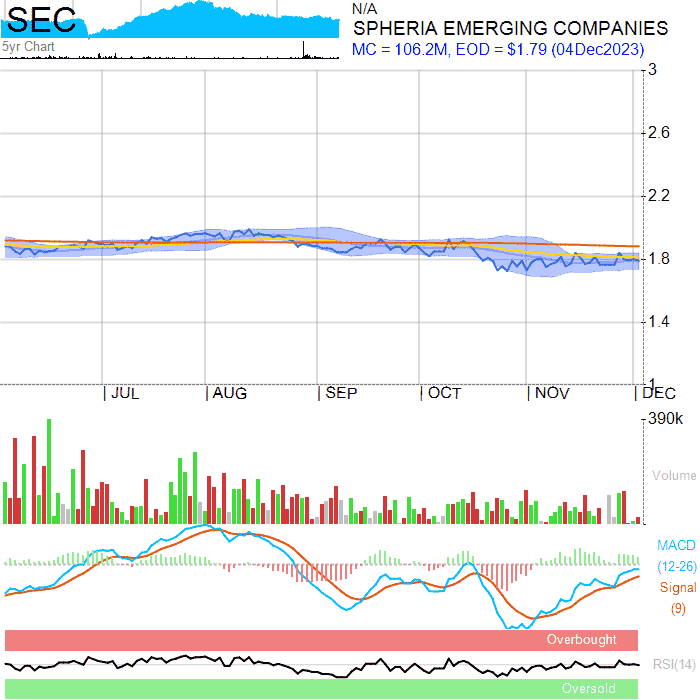 SEC
5yr Chart
N/A
SPHERIA EMERGING COMPANIES
MC = 106.2M, EOD = $1.79 (04Dec2023)
3
2.6
2.2
1.8
1.4
1
JUL
AUG
SEP
OCT
NOV
DEC
390k
Volume
MACD
(12-26)
Signal
(9)
Overbought
RSI(14)
Oversold